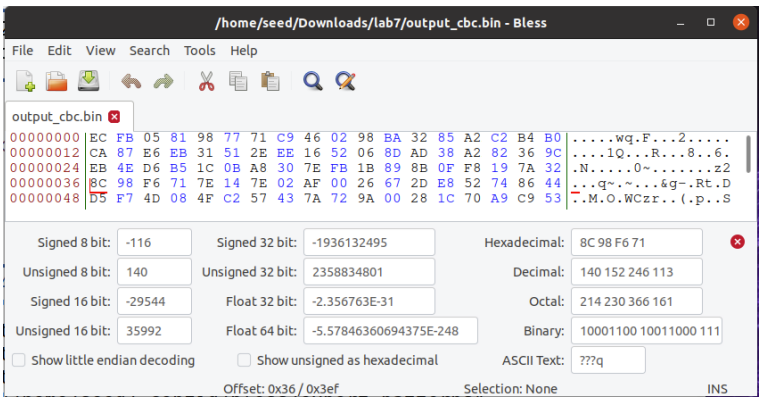 /home/seed/Downloads/lab7/output_cbc.bin - Bless
File Edit View Search Tools Help
output_cbc.bin
00000000 EC FB 05 81 98 77 71 C9 46 02 98 BA 32 85 A2 C2 B4 B0 .....wq.F...2.....
00000012 CA 87 E6 EB 31 51 2E EE 16 52 06 8D AD 38 A2 82 36 9C ....1Q...R...8..6.
00000024 EB 4E D6 B5 1C 0B A8 30 7E FB 1B 89 8B 0F F8 19 7A 32 .N.....0~.......z2
00000036 8C 98 F6 71 7E 14 7E 02 AF 00 26 67 2D E8 52 74 86 44 ...q~.~...&g-.Rt.D
00000048 D5 F7 4D 08 4F C2 57 43 7A 72 9A 00 28 1C 70 A9 C9 53 ..M.O.WCzr..(.p..S
Signed 8 bit: -116 Signed 32 bit: -1936132495 Hexadecimal: 8C 98 F6 71
Unsigned 8 bit: 140 Unsigned 32 bit: 2358834801 Decimal: 140 152 246 113
Signed 16 bit: -29544 Float 32 bit: -2.356763E-31 Octal: 214 230 366 161
Unsigned 16 bit: 35992 Float 64 bit: -5.57846360694375E-248 Binary: 10001100 10011000 111
Show little endian decoding Show unsigned as hexadecimal ASCII Text: ???q
Offset: 0x36 / 0x3ef Selection: None INS